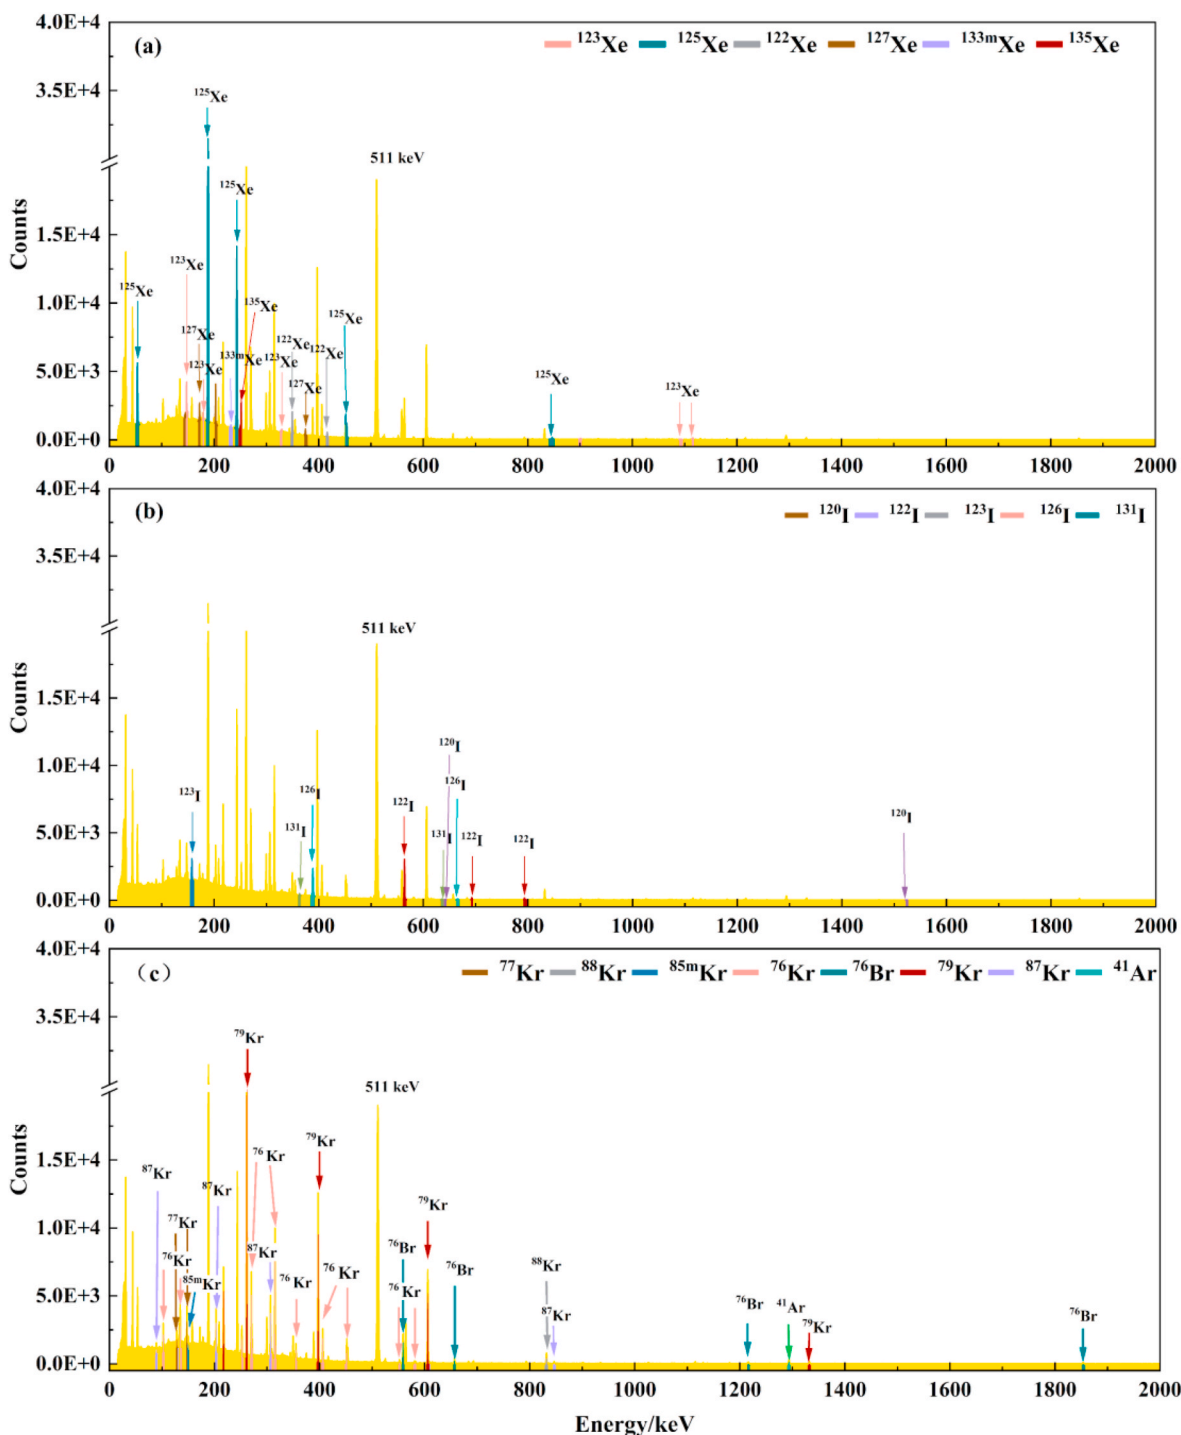 4.0E+4
(a)
¹²³Xe ¹²⁵Xe ¹²²Xe ¹²⁷Xe ¹³³ᵐXe ¹³⁵Xe
3.5E+4
¹²⁵Xe
511 keV
¹²⁵Xe
1.5E+4
¹²³Xe
1.0E+4
¹²⁵Xe
¹³⁵Xe
¹²⁵Xe
¹²⁷Xe
¹²²Xe
¹²²Xe
5.0E+3
¹²³Xe
¹³³ᵐXe
¹²³Xe
¹²⁷Xe
¹²⁵Xe
¹²³Xe
0.0E+0
Counts
0 200 400 600 800 1000 1200 1400 1600 1800 2000
4.0E+4
(b)
¹²⁰I ¹²²I ¹²³I ¹²⁶I ¹³¹I
3.5E+4
511 keV
1.5E+4
¹²⁰I
1.0E+4
¹²³I
¹²⁶I
¹²⁶I
¹²²I
¹²⁰I
5.0E+3
¹³¹I
¹³¹I
¹²²I
¹²²I
0.0E+0
Counts
0 200 400 600 800 1000 1200 1400 1600 1800 2000
4.0E+4
（c）
⁷⁷Kr ⁸⁸Kr ⁸⁵ᵐKr ⁷⁶Kr ⁷⁶Br ⁷⁹Kr ⁸⁷Kr ⁴¹Ar
3.5E+4
⁷⁹Kr
511 keV
1.5E+4
⁸⁷Kr
⁷⁶Kr
⁷⁹Kr
1.0E+4
⁷⁷Kr
⁸⁷Kr
⁷⁹Kr
⁷⁶Kr
⁸⁵ᵐKr
⁸⁷Kr
⁷⁶Kr
⁷⁶Kr
⁷⁶Br
⁷⁶Kr
⁷⁶Br
⁸⁸Kr
5.0E+3
⁸⁷Kr
⁷⁶Br
⁴¹Ar
⁷⁹Kr
⁷⁶Br
0.0E+0
Counts
0 200 400 600 800 1000 1200 1400 1600 1800 2000
Energy/keV